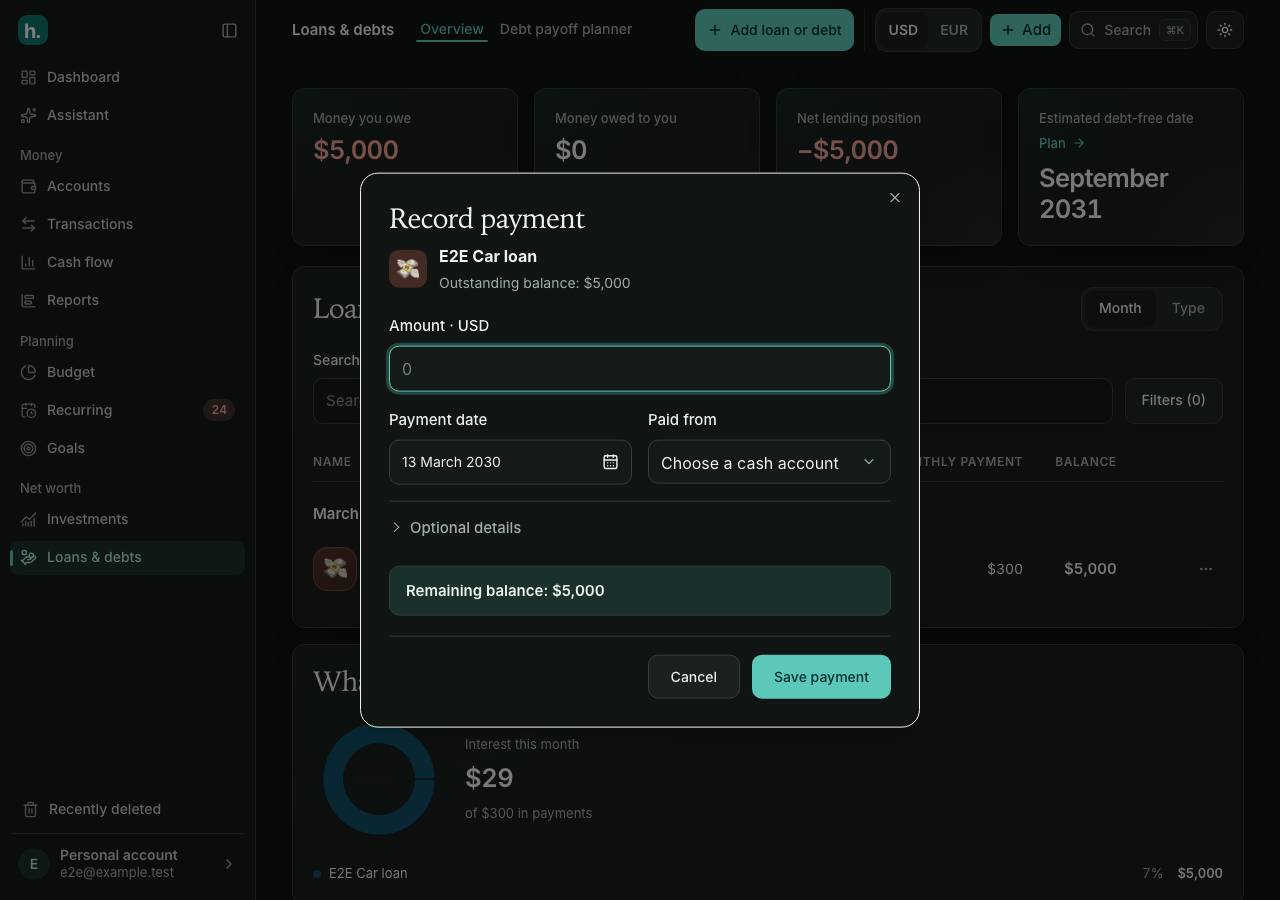 h.
Dashboard
Assistant
Money
Accounts
Transactions
Cash flow
Reports
Planning
Budget
Recurring 24
Goals
Net worth
Investments
Loans & debts
Recently deleted
E
Personal account
e2e@example.test
Loans & debts Overview Debt payoff planner
+ Add loan or debt
USD EUR
+ Add
Search ⌘K
Money you owe
$5,000
Money owed to you
$0
Net lending position
−$5,000
Estimated debt-free date
Plan →
September
2031
Month Type
Search
Filters (0)
NAME
PAYMENT BALANCE
March
$300 $5,000
Interest this month
$29
of $300 in payments
E2E Car loan 7% $5,000
Record payment
E2E Car loan
Outstanding balance: $5,000
Amount · USD
0
Payment date Paid from
13 March 2030 Choose a cash account
Optional details
Remaining balance: $5,000
Cancel Save payment